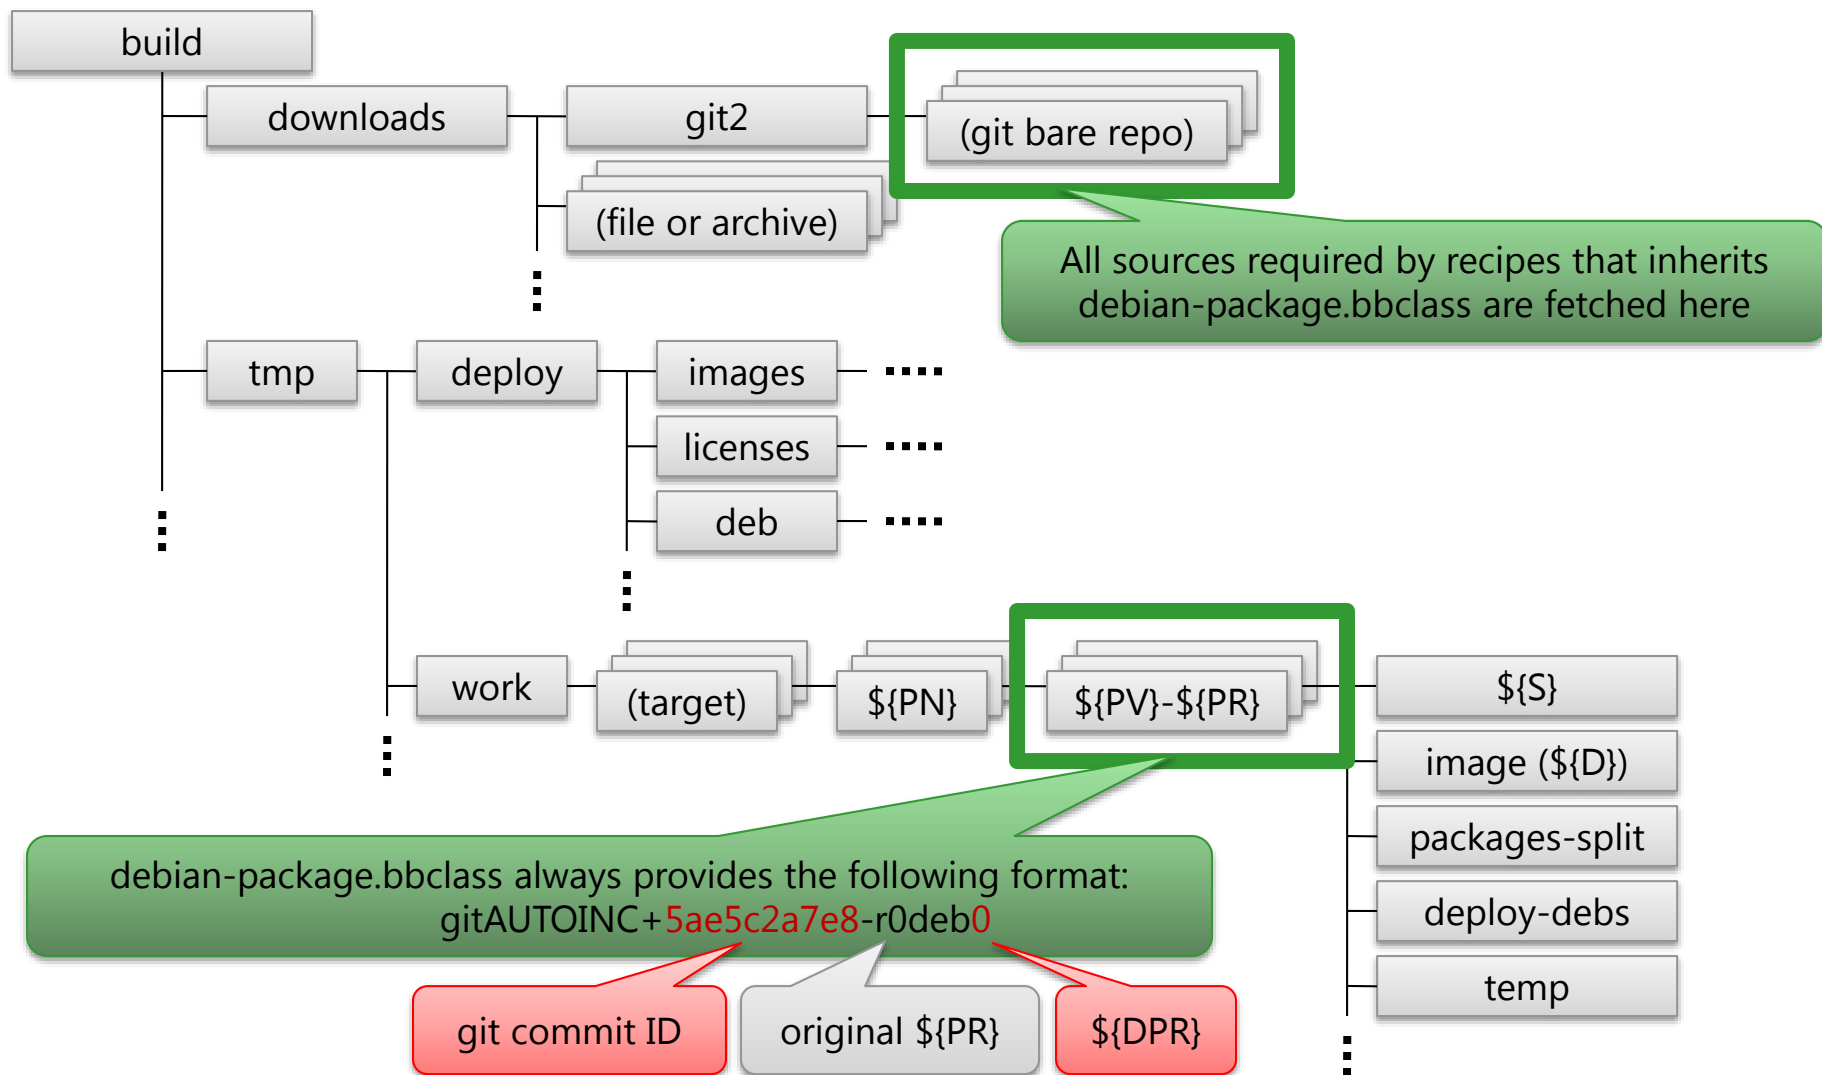 build
downloads
git2
(git bare repo)
(file or archive)
All sources required by recipes that inherits
debian-package.bbclass are fetched here
tmp
deploy
images
licenses
deb
work
(target)
${PN}
${PV}-${PR}
${S}
image (${D})
packages-split
deploy-debs
temp
debian-package.bbclass always provides the following format:
gitAUTOINC+5ae5c2a7e8-r0deb0
git commit ID
original ${PR}
${DPR}